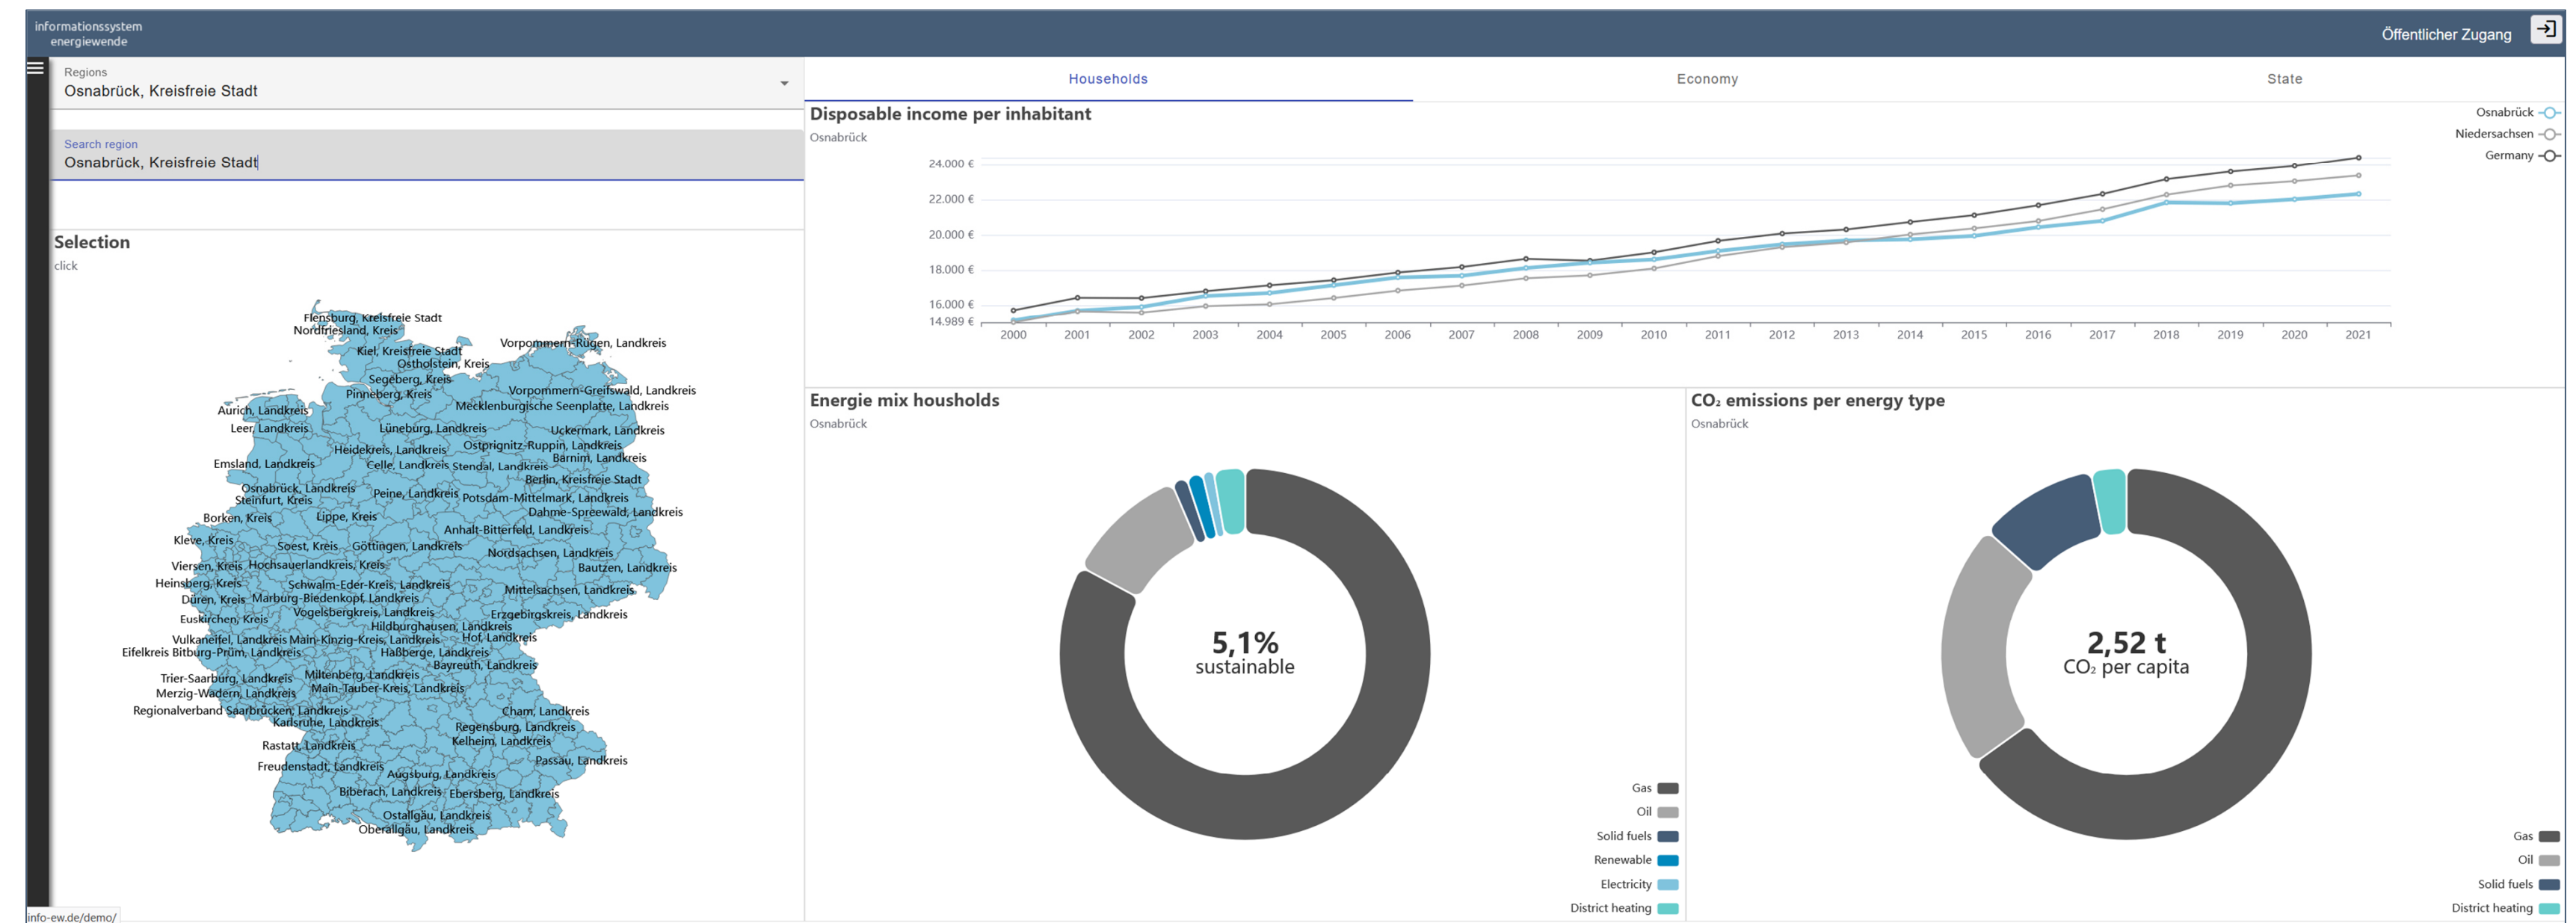 informationssystem
energiewende
Öffentlicher Zugang
Regions
Osnabrück, Kreisfreie Stadt
Search region
Osnabrück, Kreisfreie Stadt
Selection
click
Flensburg, Kreisfreie Stadt
Nordfriesland, Kreis
Vorpommern-Rügen, Landkreis
Kiel, Kreisfreie Stadt
Ostholstein, Kreis
Segeberg, Kreis
Vorpommern-Greifswald, Landkreis
Pinneberg, Kreis
Mecklenburgische Seenplatte, Landkreis
Aurich, Landkreis
Leer, Landkreis
Lüneburg, Landkreis
Uckermark, Landkreis
Ostprignitz-Ruppin, Landkreis
Heidekreis, Landkreis
Barnim, Landkreis
Emsland, Landkreis
Celle, Landkreis
Stendal, Landkreis
Berlin, Kreisfreie Stadt
Osnabrück, Landkreis
Peine, Landkreis
Potsdam-Mittelmark, Landkreis
Steinfurt, Kreis
Dahme-Spreewald, Landkreis
Borken, Kreis
Lippe, Kreis
Anhalt-Bitterfeld, Landkreis
Kleve, Kreis
Soest, Kreis
Göttingen, Landkreis
Nordsachsen, Landkreis
Viersen, Kreis
Hochsauerlandkreis, Kreis
Bautzen, Landkreis
Heinsberg, Kreis
Schwalm-Eder-Kreis, Landkreis
Mittelsachsen, Landkreis
Düren, Kreis
Marburg-Biedenkopf, Landkreis
Vogelsbergkreis, Landkreis
Erzgebirgskreis, Landkreis
Euskirchen, Kreis
Hildburghausen, Landkreis
Vulkaneifel, Landkreis
Main-Kinzig-Kreis, Landkreis
Hof, Landkreis
Eifelkreis Bitburg-Prüm, Landkreis
Haßberge, Landkreis
Bayreuth, Landkreis
Trier-Saarburg, Landkreis
Miltenberg, Landkreis
Main-Tauber-Kreis, Landkreis
Merzig-Wadern, Landkreis
Regionalverband Saarbrücken, Landkreis
Cham, Landkreis
Karlsruhe, Landkreis
Regensburg, Landkreis
Kelheim, Landkreis
Rastatt, Landkreis
Passau, Landkreis
Freudenstadt, Landkreis
Augsburg, Landkreis
Biberach, Landkreis
Ebersberg, Landkreis
Ostallgäu, Landkreis
Oberallgäu, Landkreis
info-ew.de/demo/
Households
Economy
State
Disposable income per inhabitant
Osnabrück
Osnabrück
Niedersachsen
Germany
24.000 €
22.000 €
20.000 €
18.000 €
16.000 €
14.989 €
2000 2001 2002 2003 2004 2005 2006 2007 2008 2009 2010 2011 2012 2013 2014 2015 2016 2017 2018 2019 2020 2021
Energie mix housholds
Osnabrück
5,1%
sustainable
Gas
Oil
Solid fuels
Renewable
Electricity
District heating
CO₂ emissions per energy type
Osnabrück
2,52 t
CO₂ per capita
Gas
Oil
Solid fuels
District heating